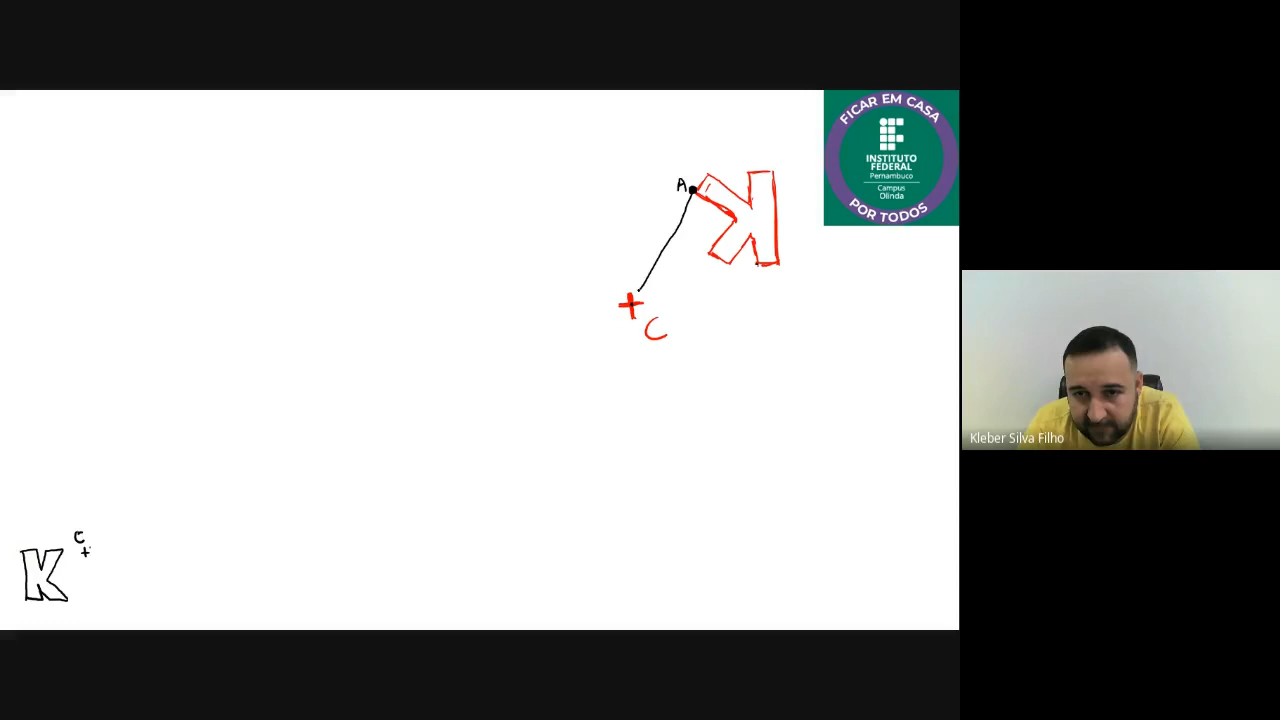 FICAR EM CASA
INSTITUTO
FEDERAL
Pernambuco
Campus
Olinda
POR TODOS
A
K
C
C
K
Kleber Silva Filho